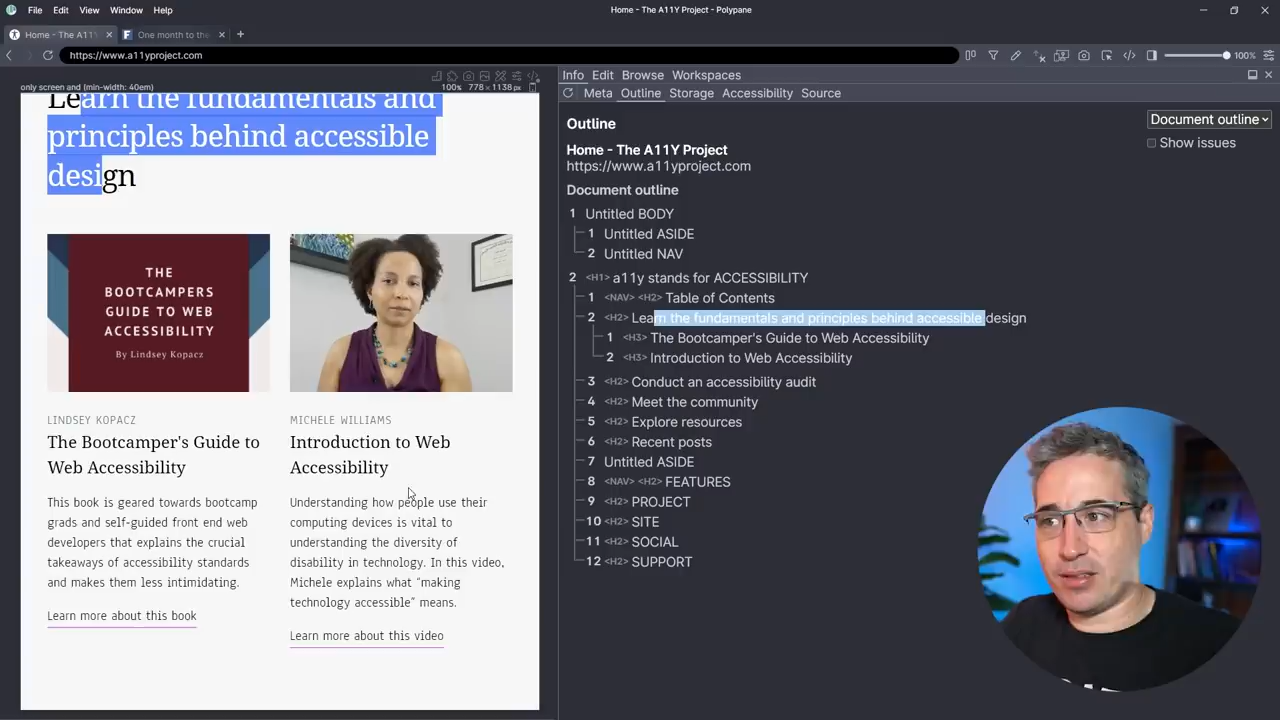 File Edit View Window Help
Home - The A11Y Project - Polypane
Home - The A11Y
One month to the
https://www.a11yproject.com
100%
only screen and (min-width: 40em)
100% 778 x 1138 px
Learn the fundamentals and
principles behind accessible
design
THE
BOOTCAMPERS
GUIDE TO WEB
ACCESSIBILITY
By Lindsey Kopacz
LINDSEY KOPACZ
The Bootcamper's Guide to
Web Accessibility
This book is geared towards bootcamp
grads and self-guided front end web
developers that explains the crucial
takeaways of accessibility standards
and makes them less intimidating.
Learn more about this book
MICHELE WILLIAMS
Introduction to Web
Accessibility
Understanding how people use their
computing devices is vital to
understanding the diversity of
disability in technology. In this video,
Michele explains what “making
technology accessible” means.
Learn more about this video
Info Edit Browse Workspaces
Meta Outline Storage Accessibility Source
Outline
Document outline
Show issues
Home - The A11Y Project
https://www.a11yproject.com
Document outline
1 Untitled BODY
1 Untitled ASIDE
2 Untitled NAV
2 <H1> a11y stands for ACCESSIBILITY
1 <NAV> <H2> Table of Contents
2 <H2> Learn the fundamentals and principles behind accessible design
1 <H3> The Bootcamper's Guide to Web Accessibility
2 <H3> Introduction to Web Accessibility
3 <H2> Conduct an accessibility audit
4 <H2> Meet the community
5 <H2> Explore resources
6 <H2> Recent posts
7 Untitled ASIDE
8 <NAV> <H2> FEATURES
9 <H2> PROJECT
10 <H2> SITE
11 <H2> SOCIAL
12 <H2> SUPPORT